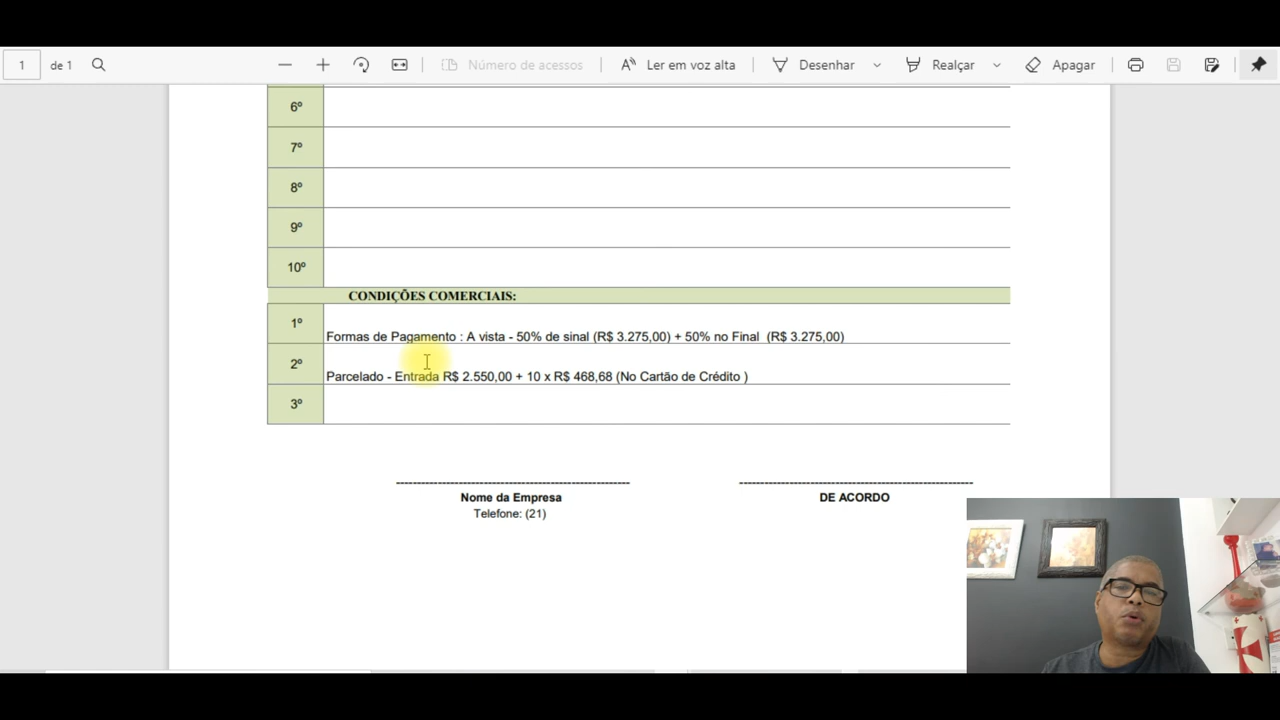 1 de 1 Número de acessos Ler em voz alta Desenhar Realçar Apagar
6º
7º
8º
9º
10º
CONDIÇÕES COMERCIAIS:
1º Formas de Pagamento : A vista - 50% de sinal (R$ 3.275,00) + 50% no Final (R$ 3.275,00)
2º Parcelado - Entrada R$ 2.550,00 + 10 x R$ 468,68 (No Cartão de Crédito )
3º
Nome da Empresa DE ACORDO
Telefone: (21)